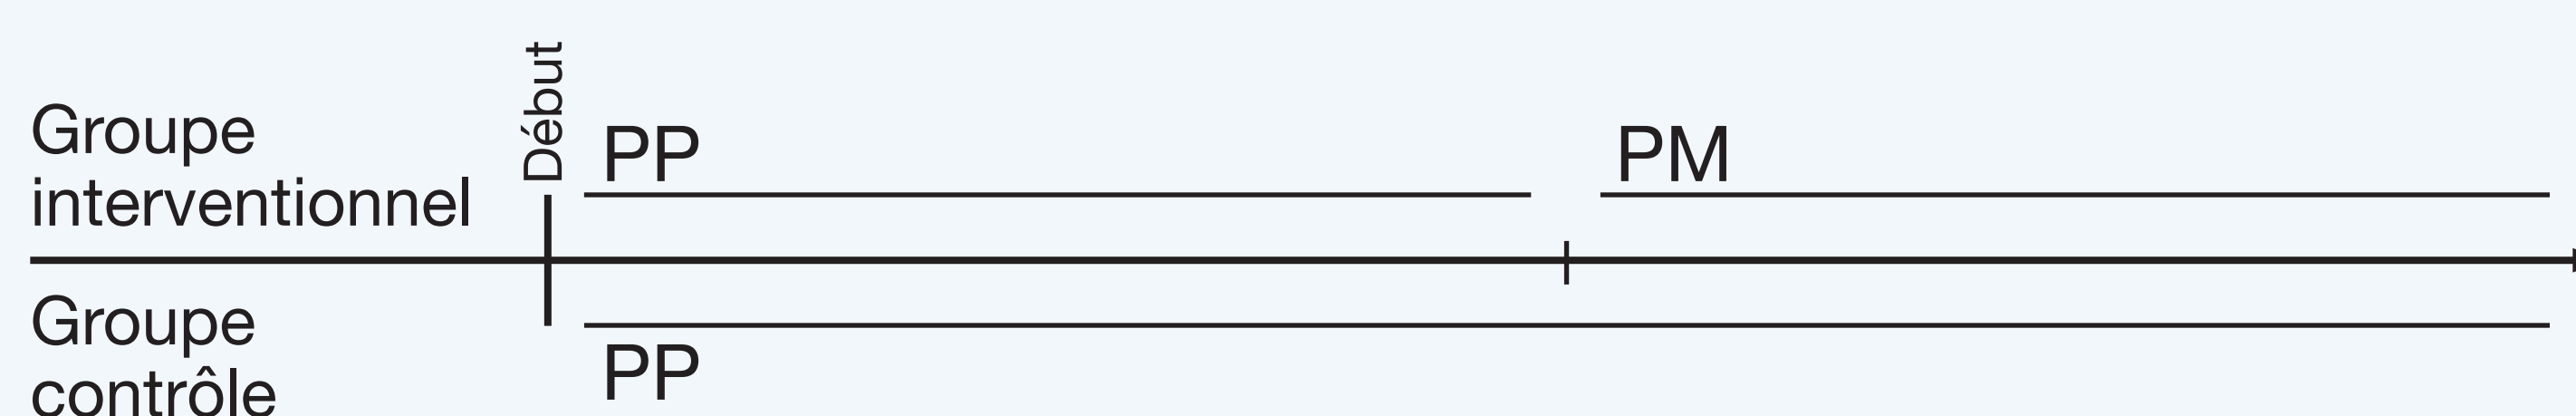 Début
Groupe
interventionnel
PP
PM
Groupe
contrôle
PP